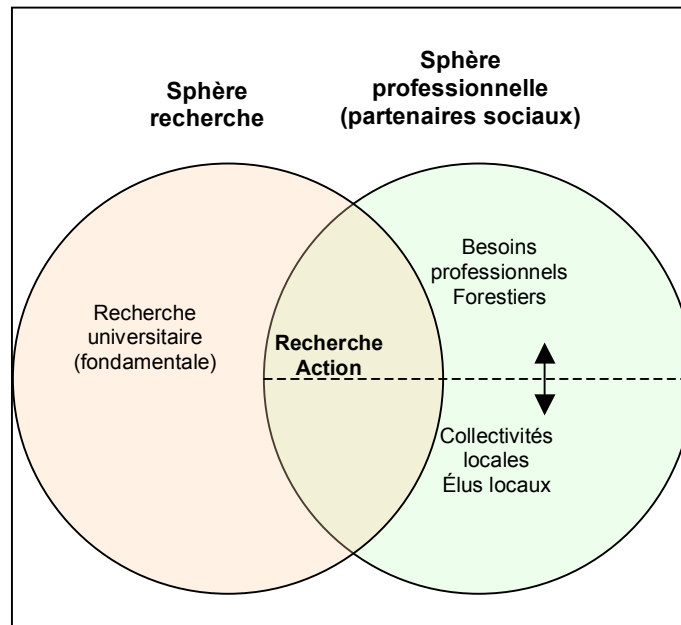 Sphère
recherche
Sphère
professionnelle
(partenaires sociaux)
Recherche
universitaire
(fondamentale)
Recherche
Action
Besoins
professionnels
Forestiers
Collectivités
locales
Élus locaux